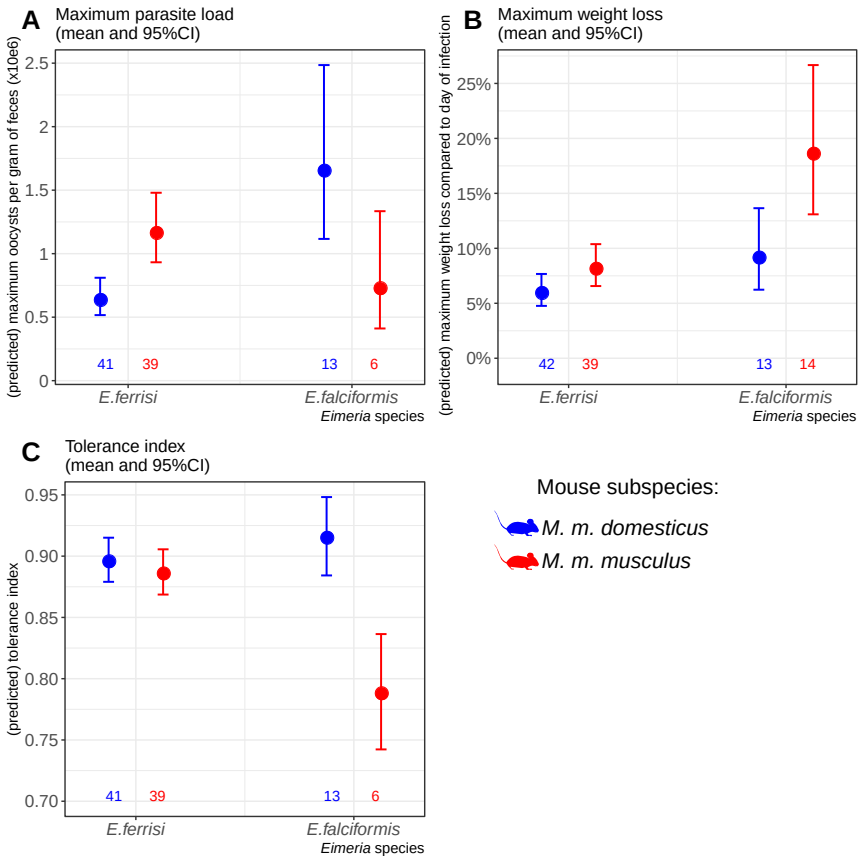 A
Maximum parasite load
(mean and 95%CI)
(predicted) maximum oocysts per gram of feces (x10e6)
2.5
2
1.5
1
0.5
0
41
39
13
6
E.ferrisi
E.falciformis
Eimeria species
B
Maximum weight loss
(mean and 95%CI)
(predicted) maximum weight loss compared to day of infection
25%
20%
15%
10%
5%
0%
42
39
13
14
E.ferrisi
E.falciformis
Eimeria species
C
Tolerance index
(mean and 95%CI)
(predicted) tolerance index
0.95
0.90
0.85
0.80
0.75
0.70
41
39
13
6
E.ferrisi
E.falciformis
Eimeria species
Mouse subspecies:
M. m. domesticus
M. m. musculus